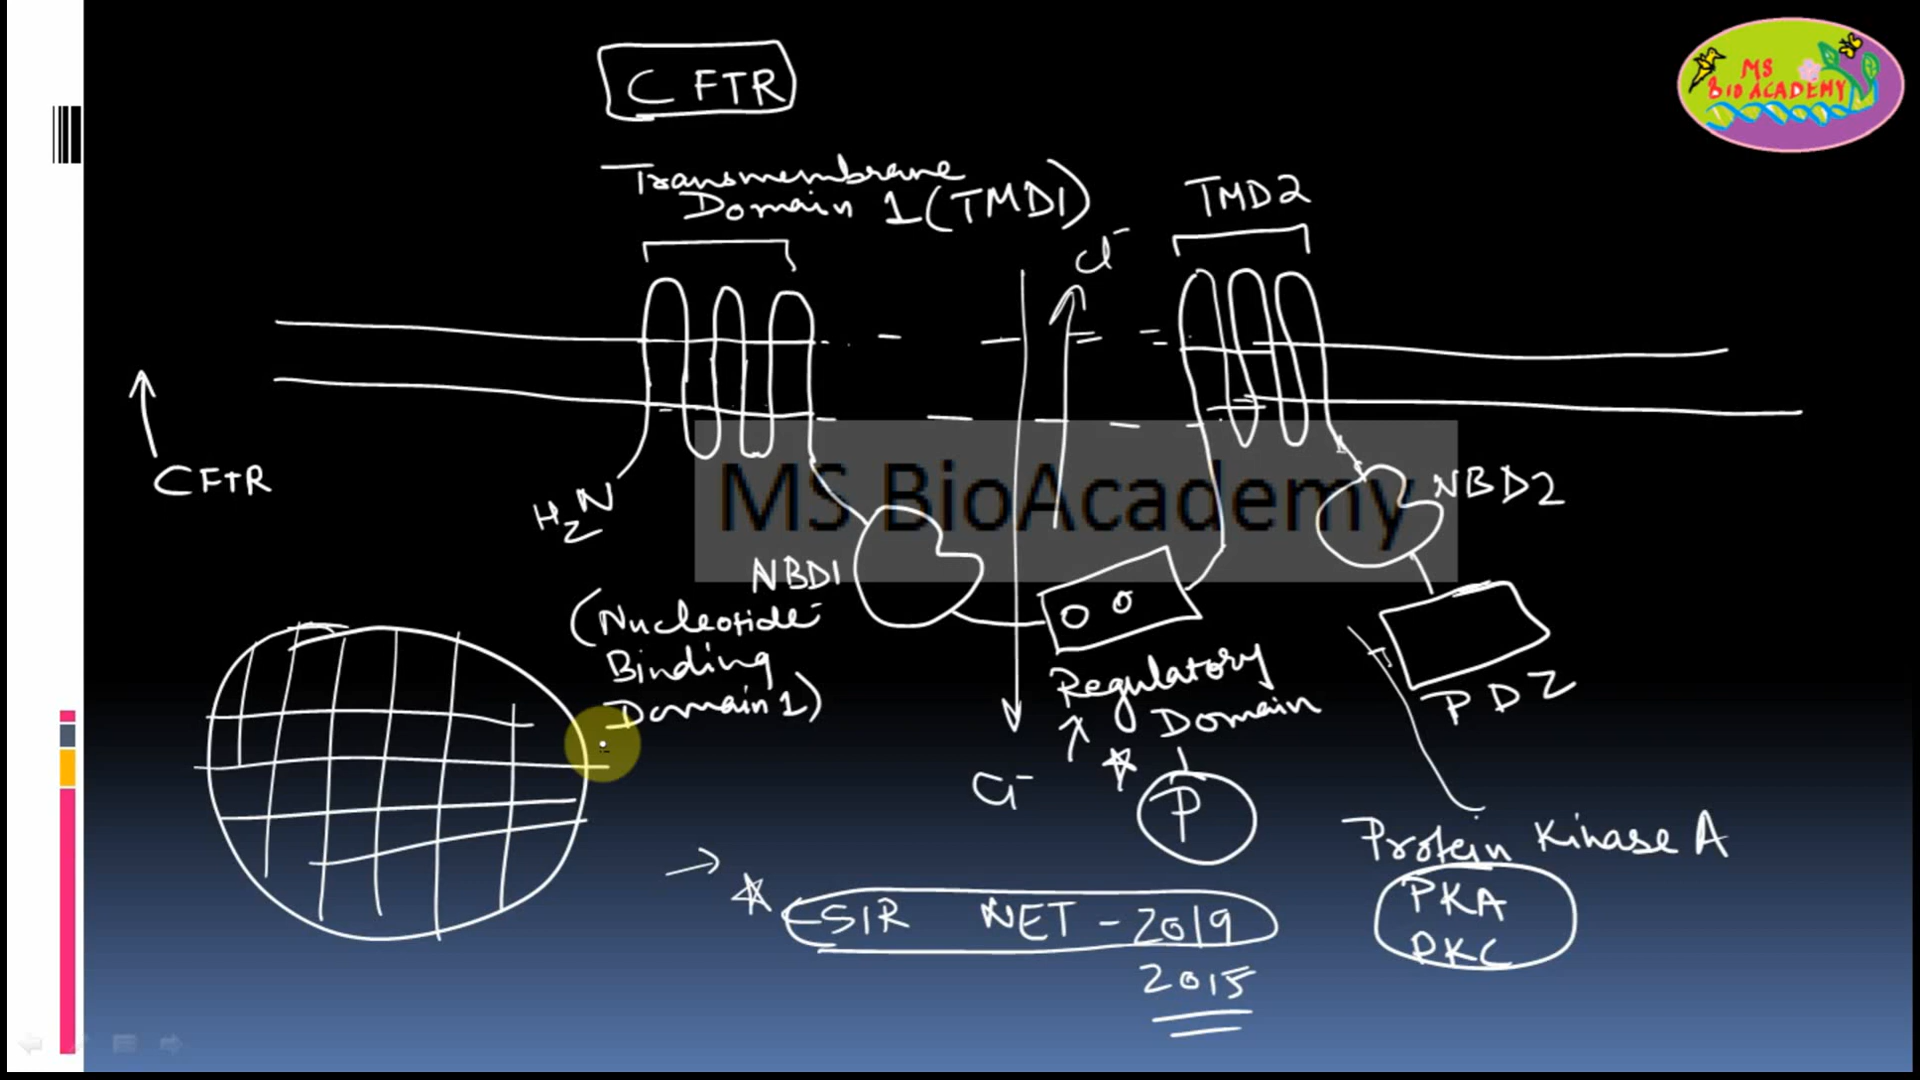 CFTR
MS
BIO ACADEMY
Transmembrane
Domain 1 (TMD1)
TMD2
Cl⁻
CFTR
H₂N
MS BioAcademy
NBD2
NBD1
(Nucleotide-
Binding
Domain 1)
Regulatory
Domain
PDZ
Cl⁻
P
Protein Kinase A
PKA
PKC
CSIR NET - 2019
2015